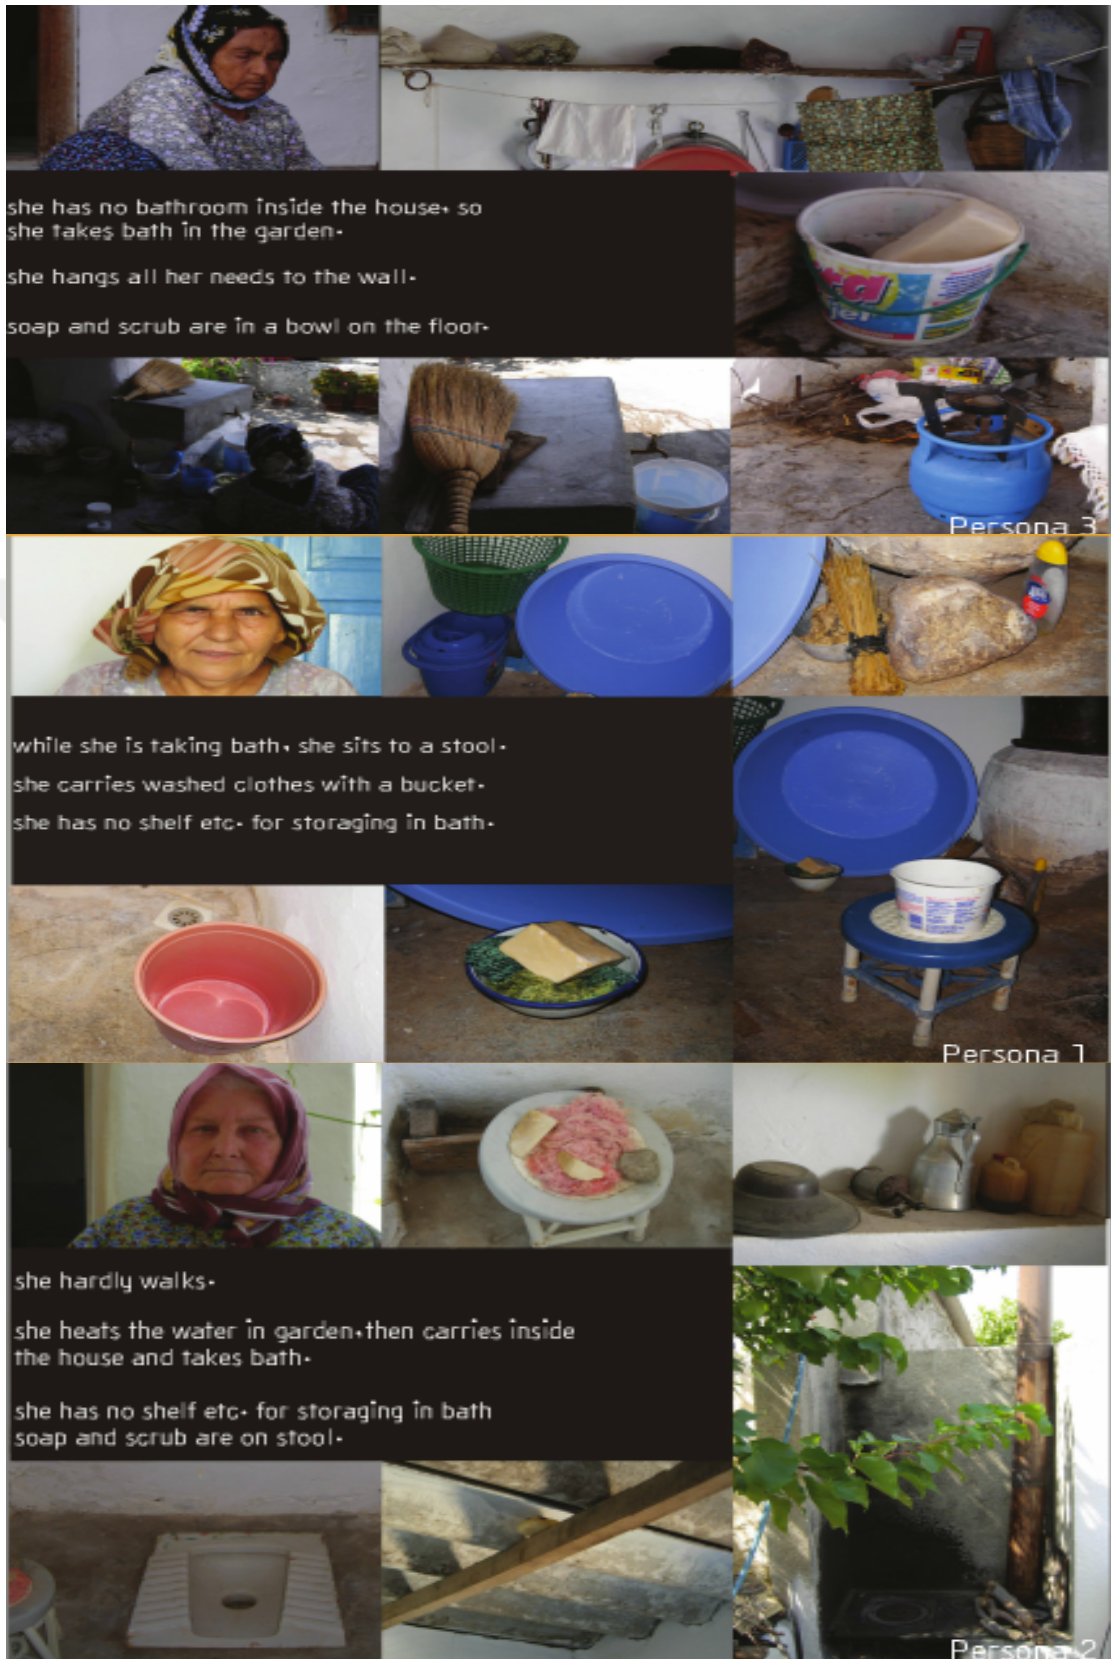 she has no bathroom inside the house, so
she takes bath in the garden.
she hangs all her needs to the wall.
soap and scrub are in a bowl on the floor.
Persona 3
while she is taking bath, she sits to a stool.
she carries washed clothes with a bucket.
she has no shelf etc. for storaging in bath.
Persona 1
she hardly walks.
she heats the water in garden,then carries inside
the house and takes bath.
she has no shelf etc. for storaging in bath
soap and scrub are on stool.
Persona 2